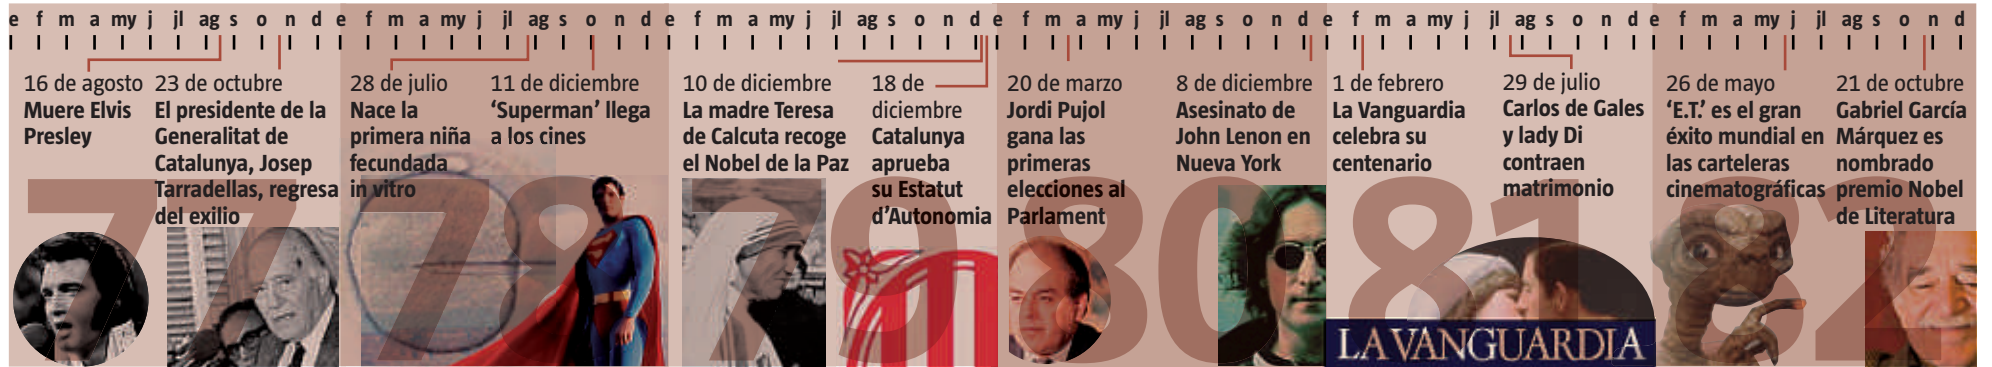 e f m a my j jl ag s o n d e f m a my j jl ag s o n d e f m a my j jl ag s o n d e f m a my j jl ag s o n d e f m a my j jl ag s o n d e f m a my j jl ag s o n d
16 de agosto
Muere Elvis
Presley
23 de octubre
El presidente de la
Generalitat de
Catalunya, Josep
Tarradellas, regresa
del exilio
77
28 de julio
Nace la
primera niña
fecundada
in vitro
11 de diciembre
‘Superman’ llega
a los cines
78
10 de diciembre
La madre Teresa
de Calcuta recoge
el Nobel de la Paz
18 de
diciembre
Catalunya
aprueba
su Estatut
d’Autonomia
79
20 de marzo
Jordi Pujol
gana las
primeras
elecciones al
Parlament
8 de diciembre
Asesinato de
John Lenon en
Nueva York
80
1 de febrero
La Vanguardia
celebra su
centenario
29 de julio
Carlos de Gales
y lady Di
contraen
matrimonio
81
LA VANGUARDIA
26 de mayo
‘E.T.’ es el gran
éxito mundial en
las carteleras
cinematográficas
21 de octubre
Gabriel García
Márquez es
nombrado
premio Nobel
de Literatura
82